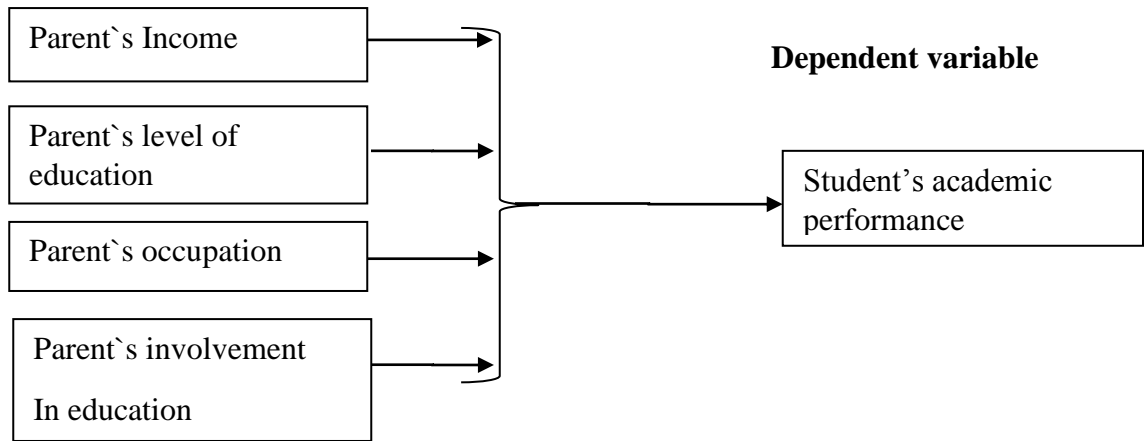 Parent`s Income
Dependent variable
Parent`s level of
education
Student’s academic
performance
Parent`s occupation
Parent`s involvement
In education